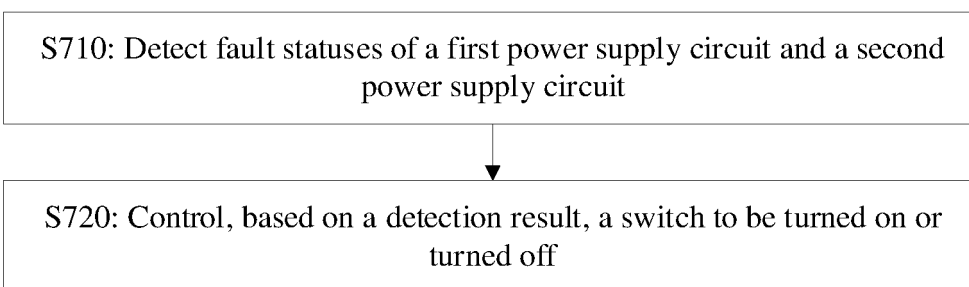 S710: Detect fault statuses of a first power supply circuit and a second
power supply circuit
S720: Control, based on a detection result, a switch to be turned on or
turned off